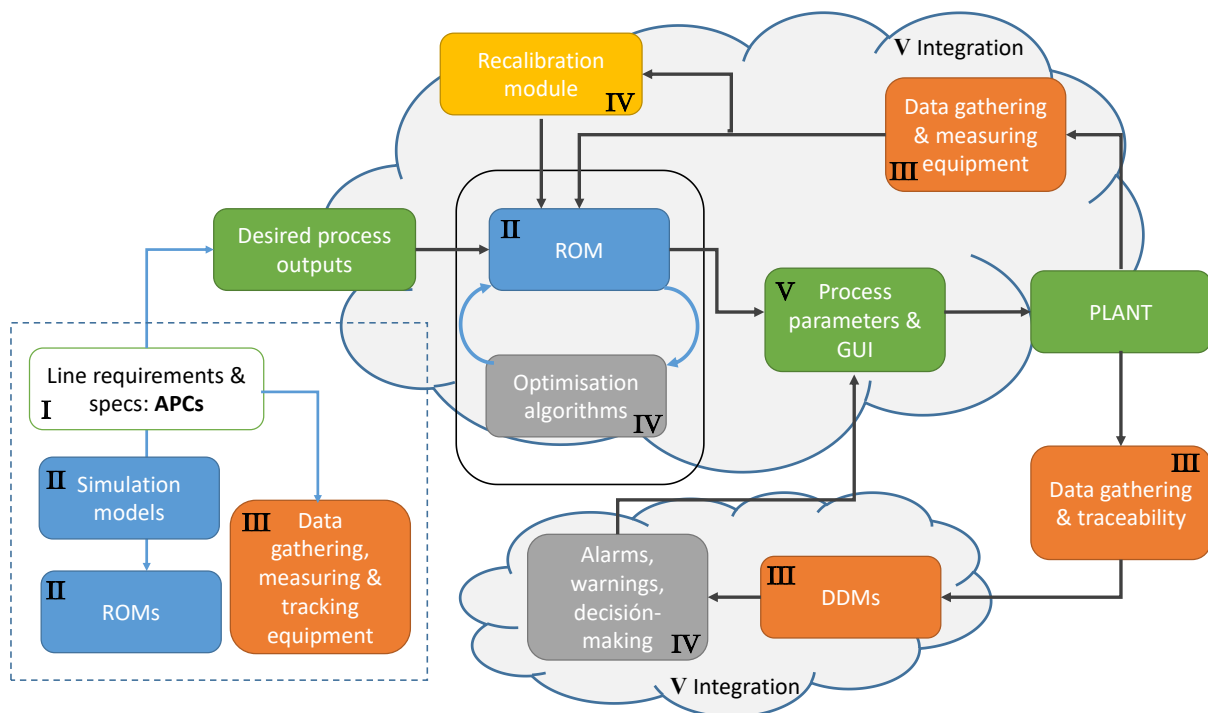 V Integration
Recalibration
module
IV
Data gathering
& measuring
equipment
III
Desired process
outputs
II
ROM
V
Process
parameters &
GUI
PLANT
Line requirements &
specs: APCs
I
Optimisation
algorithms
IV
II
Simulation
models
III
Data
gathering,
measuring &
tracking
equipment
II
ROMs
III
Data gathering
& traceability
Alarms,
warnings,
decisión-
making
IV
III
DDMs
V Integration